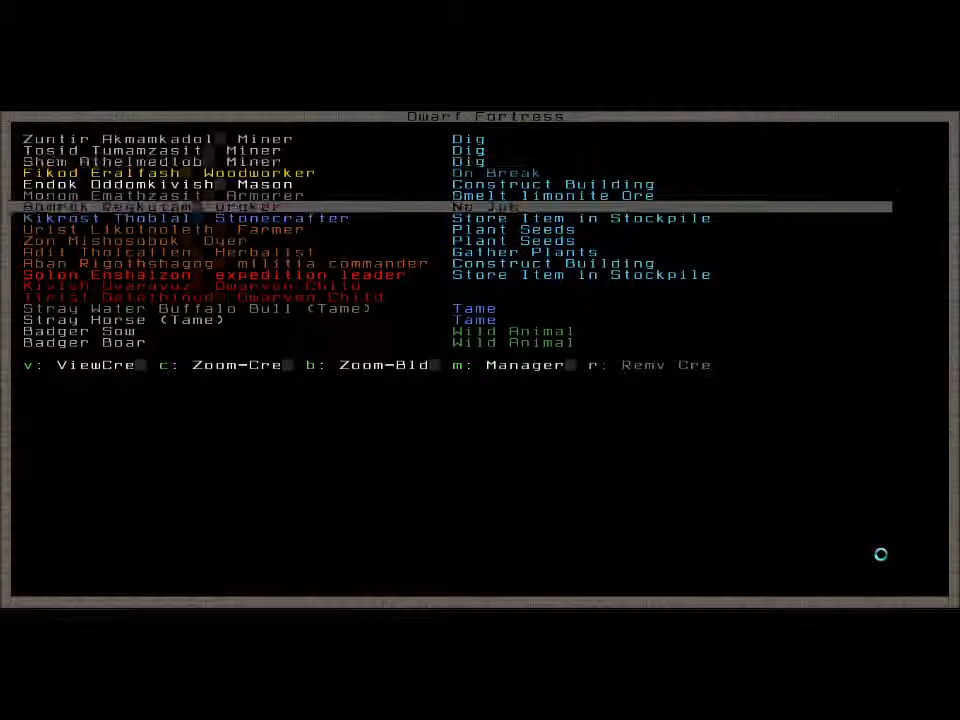 Dwarf Fortress
Zuntir Akmamkadol Miner Dig
Tosid Tumamzasit Miner Dig
Shem Athelmedlob Miner Dig
Fikod Eralfash Woodworker On Break
Endok Oddomkivish Mason Construct Building
Monom Emathzasit Armorer Smelt limonite Ore
No Job
Kikrost Thoblal Stonecrafter Store Item in Stockpile
Urist Likotnoleth Farmer Plant Seeds
Zon Mishosobok Dyer Plant Seeds
Adil Tholcatten Herbalist Gather Plants
Aban Rigothshagog militia commander Construct Building
Solon Enshalzon expedition leader Store Item in Stockpile
Dwarven Child
Dwarven Child
Stray Water Buffalo Bull (Tame) Tame
Stray Horse (Tame) Tame
Badger Sow Wild Animal
Badger Boar Wild Animal
v: ViewCre c: Zoom-Cre b: Zoom-Bld m: Manager r: Remv Cre